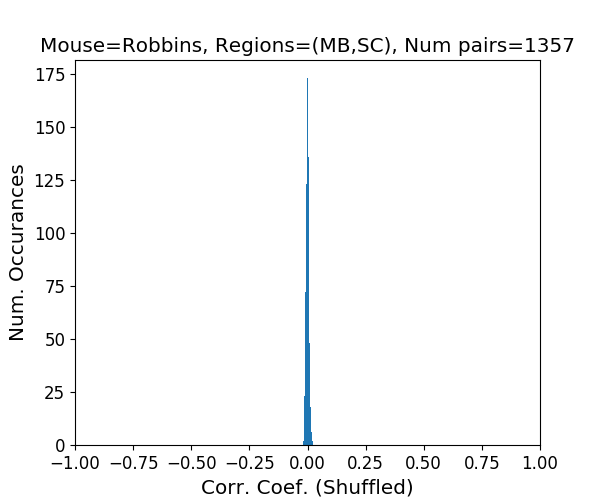 Mouse=Robbins, Regions=(MB,SC), Num pairs=1357
175
150
125
100
75
50
25
0
Num. Occurances
−1.00 −0.75 −0.50 −0.25 0.00 0.25 0.50 0.75 1.00
Corr. Coef. (Shuffled)